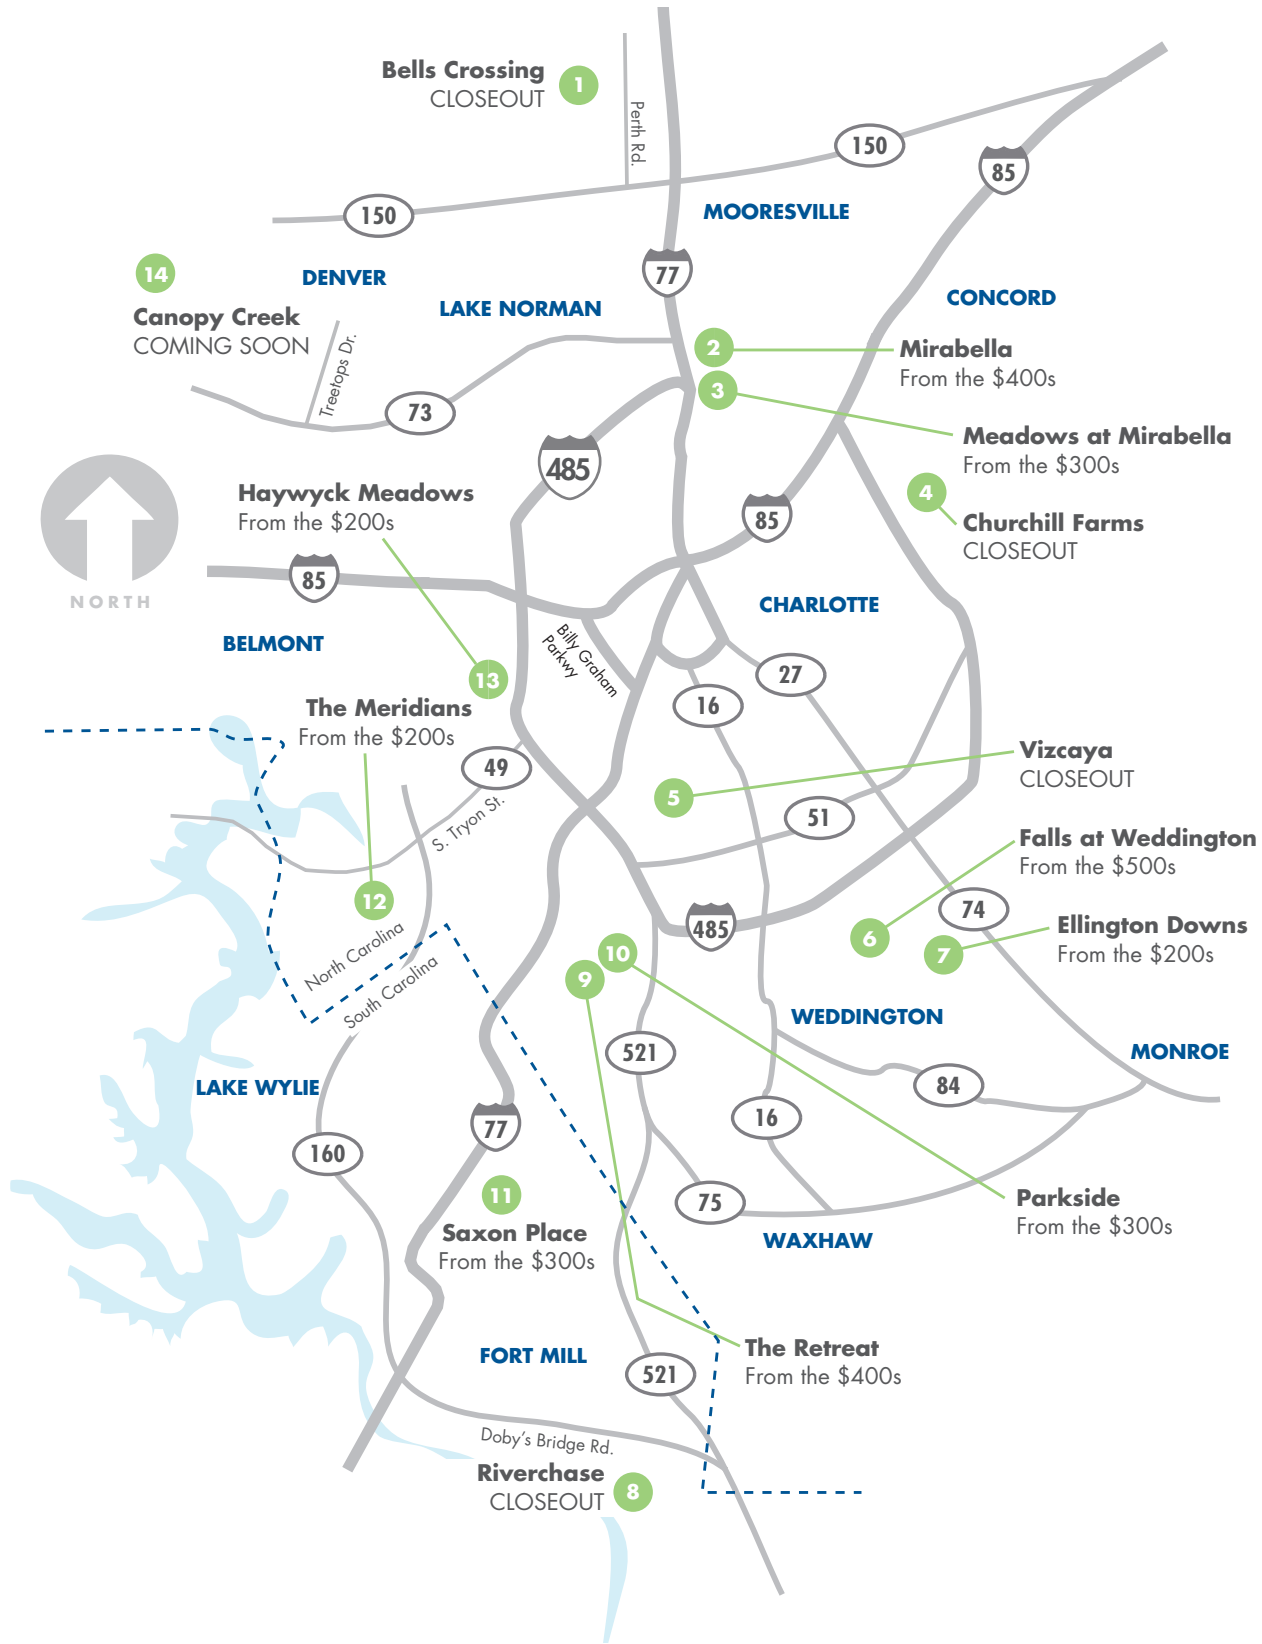 Bells Crossing
CLOSEOUT
1
Perth Rd.
150
85
150
MOORESVILLE
77
14
DENVER
CONCORD
LAKE NORMAN
Canopy Creek
COMING SOON
Treetops Dr.
2
Mirabella
From the $400s
3
73
Meadows at Mirabella
From the $300s
485
Haywyck Meadows
From the $200s
4
Churchill Farms
CLOSEOUT
85
85
NORTH
CHARLOTTE
BELMONT
Billy Graham
Parkwy
13
27
16
The Meridians
From the $200s
49
Vizcaya
CLOSEOUT
5
51
S. Tryon St.
Falls at Weddington
From the $500s
12
74
485
6
Ellington Downs
From the $200s
7
10
9
North Carolina
South Carolina
WEDDINGTON
521
MONROE
LAKE WYLIE
84
16
77
160
11
75
Parkside
From the $300s
Saxon Place
From the $300s
WAXHAW
FORT MILL
The Retreat
From the $400s
521
Doby's Bridge Rd.
Riverchase
CLOSEOUT
8